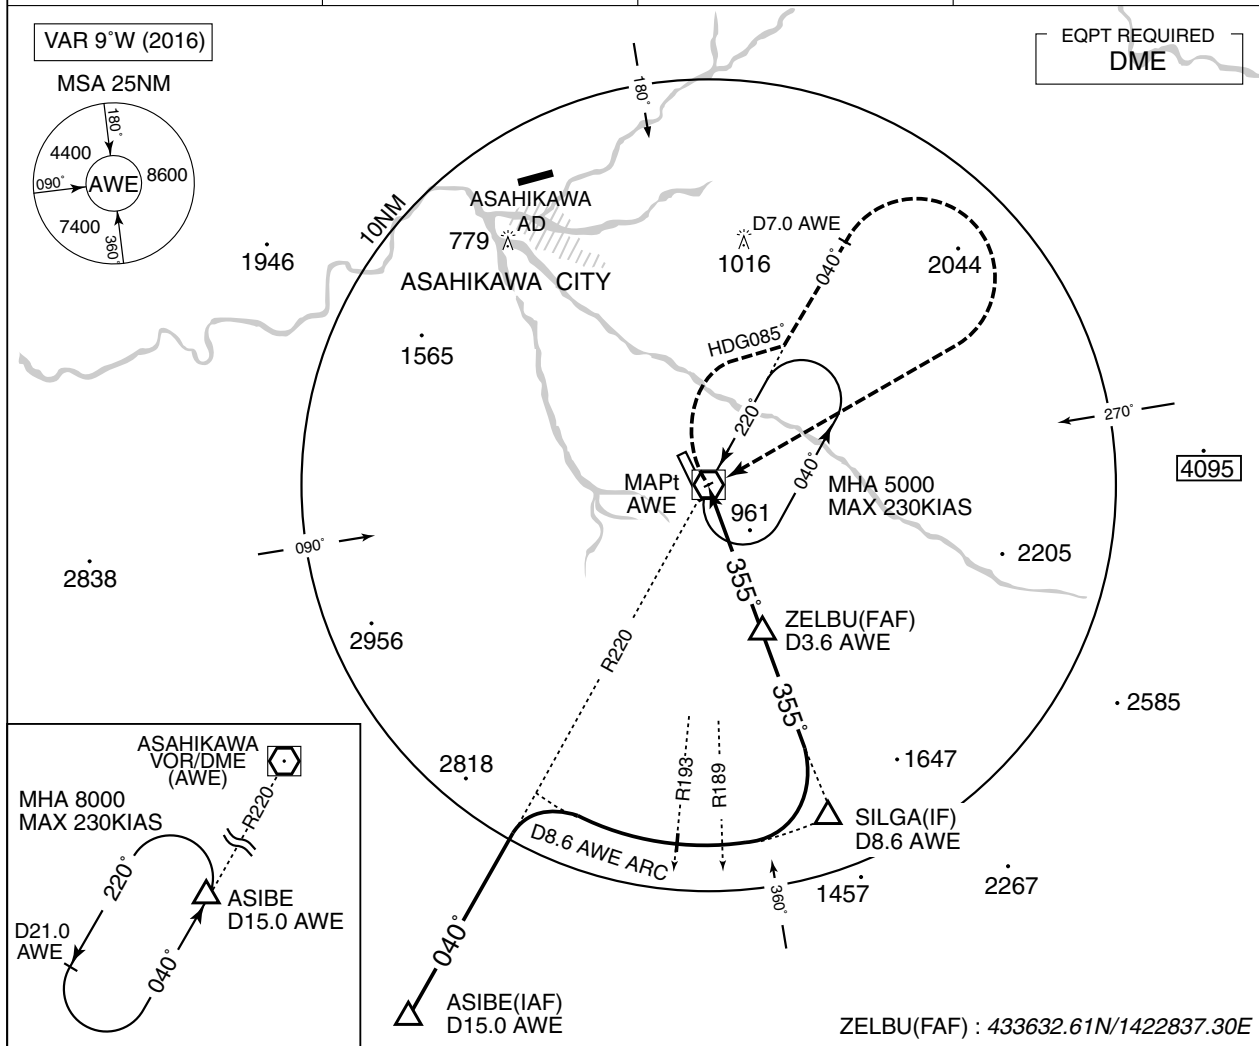 VAR 9°W (2016)
MSA 25NM
180°
4400
8600
090°
AWE
7400
360°
EQPT REQUIRED
DME
180°
10NM
ASAHIKAWA
AD
779
ASAHIKAWA CITY
D7.0 AWE
1016
040°
2044
1946
1565
HDG085°
220°
040°
270°
4095
MAPt
AWE
961
MHA 5000
MAX 230KIAS
090°
2838
2205
355°
ZELBU(FAF)
D3.6 AWE
2956
R220
355°
2585
R193
R189
2818
1647
SILGA(IF)
D8.6 AWE
D8.6 AWE ARC
1457
2267
360°
040°
ASIBE(IAF)
D15.0 AWE
ASAHIKAWA
VOR/DME
(AWE)
MHA 8000
MAX 230KIAS
R220
220°
ASIBE
D15.0 AWE
D21.0
AWE
040°
ZELBU(FAF) : 433632.61N/1422837.30E